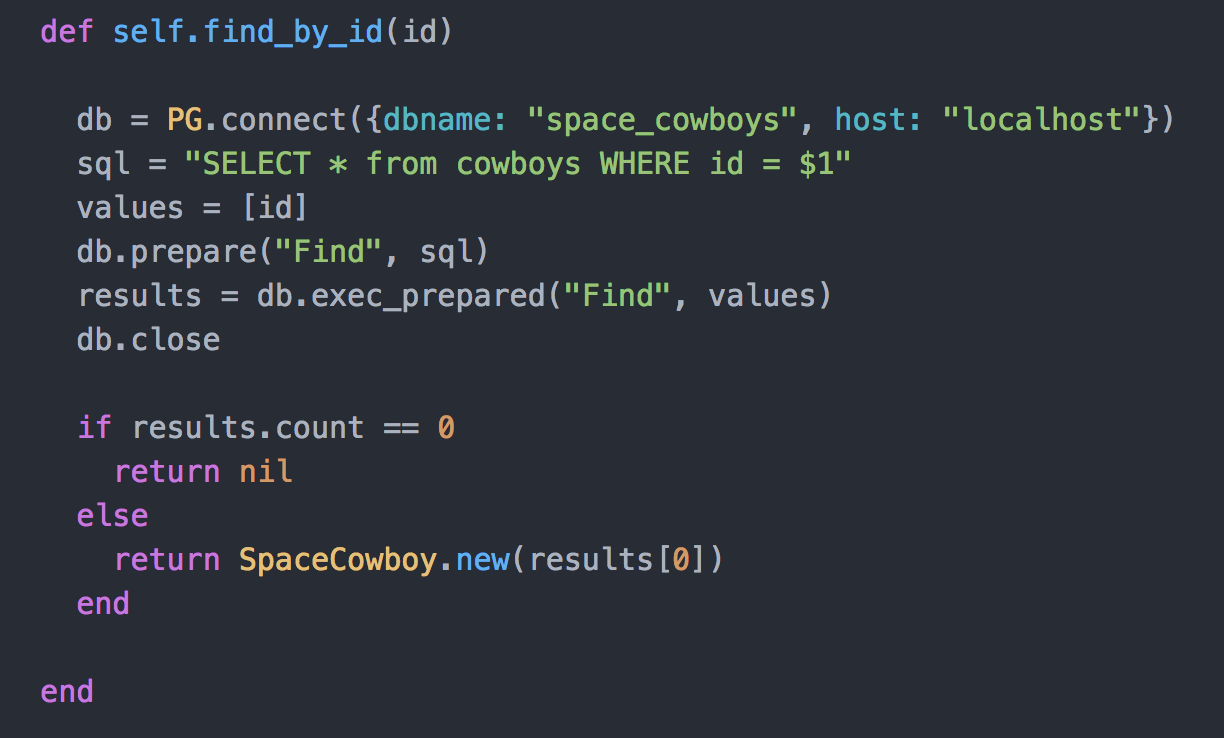 def self.find_by_id(id)
db = PG.connect({dbname: "space_cowboys", host: "localhost"})
sql = "SELECT * from cowboys WHERE id = $1"
values = [id]
db.prepare("Find", sql)
results = db.exec_prepared("Find", values)
db.close
if results.count == 0
return nil
else
return SpaceCowboy.new(results[0])
end
end